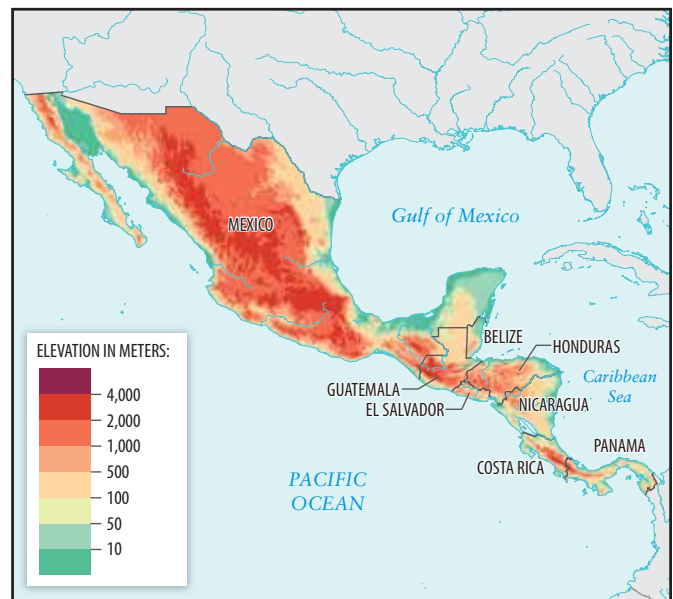 MEXICO
Gulf of Mexico
BELIZE
HONDURAS
GUATEMALA
EL SALVADOR
Caribbean
Sea
NICARAGUA
PANAMA
COSTA RICA
PACIFIC
OCEAN
ELEVATION IN METERS:
4,000
2,000
1,000
500
100
50
10